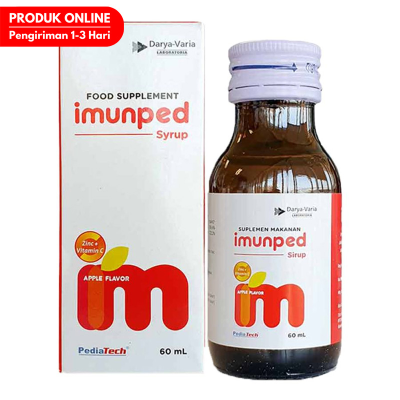 PRODUK ONLINE
Pengiriman 1-3 Hari
Darya-Varia
LABORATORIA
FOOD SUPPLEMENT
imunped
Syrup
Zinc+
Vitamin C
APPLE FLAVOR
im
PediaTech®
60 mL
Darya-Varia
LABORATORIA
SUPLEMEN MAKANAN
imunped
Sirup
APPLE FLAVOR
im
PediaTech®
60 mL